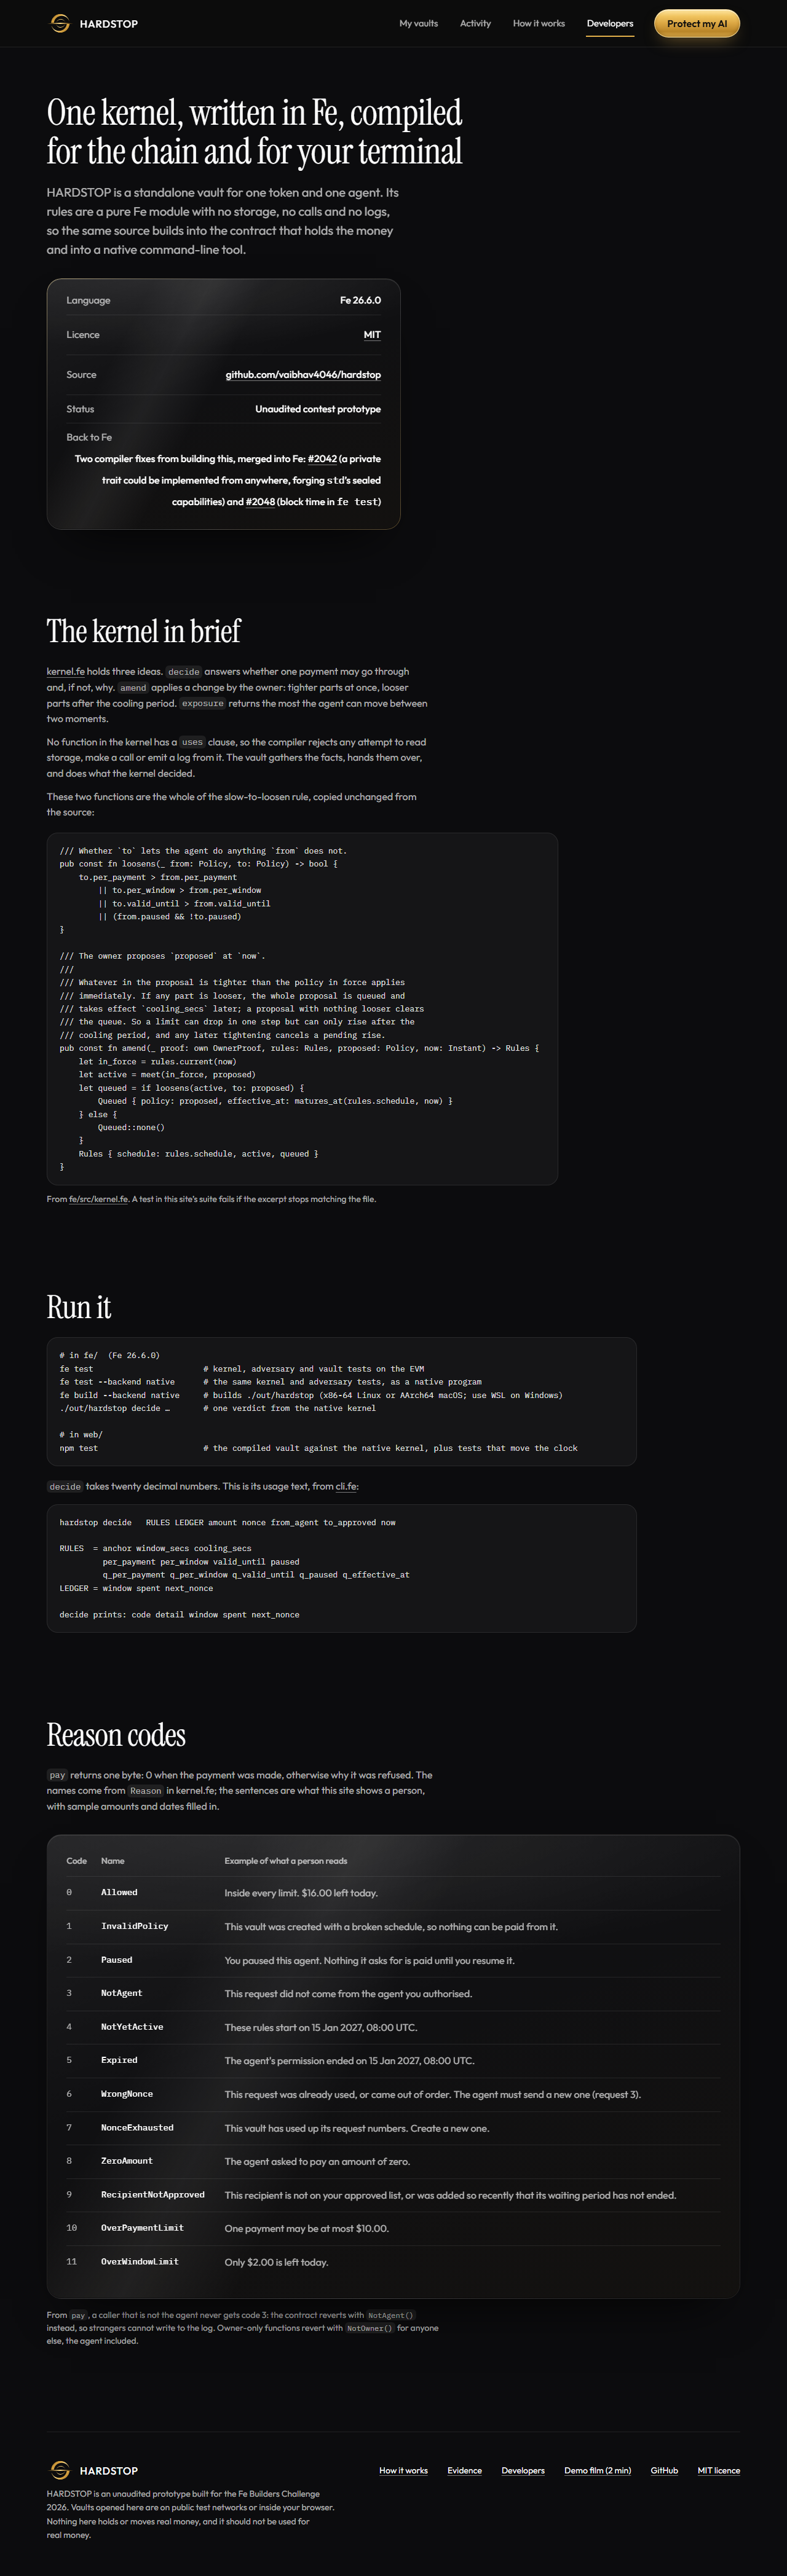 HARDSTOP
My vaults
Activity
How it works
Developers
Protect my AI
One kernel, written in Fe, compiled
for the chain and for your terminal
HARDSTOP is a standalone vault for one token and one agent. Its
rules are a pure Fe module with no storage, no calls and no logs,
so the same source builds into the contract that holds the money
and into a native command-line tool.
Language Fe 26.6.0
Licence MIT
Source github.com/vaibhav4046/hardstop
Status Unaudited contest prototype
Back to Fe
Two compiler fixes from building this, merged into Fe: #2042 (a private
trait could be implemented from anywhere, forging std's sealed
capabilities) and #2048 (block time in fe test)
The kernel in brief
kernel.fe holds three ideas. decide answers whether one payment may go through
and, if not, why. amend applies a change by the owner: tighter parts at once, looser
parts after the cooling period. exposure returns the most the agent can move between
two moments.
No function in the kernel has a uses clause, so the compiler rejects any attempt to read
storage, make a call or emit a log from it. The vault gathers the facts, hands them over,
and does what the kernel decided.
These two functions are the whole of the slow-to-loosen rule, copied unchanged from
the source:
/// Whether `to` lets the agent do anything `from` does not.
pub const fn loosens(_ from: Policy, to: Policy) -> bool {
    to.per_payment > from.per_payment
        || to.per_window > from.per_window
        || to.valid_until > from.valid_until
        || (from.paused && !to.paused)
}
/// The owner proposes `proposed` at `now`.
///
/// Whatever in the proposal is tighter than the policy in force applies
/// immediately. If any part is looser, the whole proposal is queued and
/// takes effect `cooling_secs` later; a proposal with nothing looser clears
/// the queue. So a limit can drop in one step but can only rise after the
/// cooling period, and any later tightening cancels a pending rise.
pub const fn amend(_ proof: own OwnerProof, rules: Rules, proposed: Policy, now: Instant) -> Rules {
    let in_force = rules.current(now)
    let active = meet(in_force, proposed)
    let queued = if loosens(active, to: proposed) {
        Queued { policy: proposed, effective_at: matures_at(rules.schedule, now) }
    } else {
        Queued::none()
    }
    Rules { schedule: rules.schedule, active, queued }
}
From fe/src/kernel.fe. A test in this site's suite fails if the excerpt stops matching the file.
Run it
# in fe/  (Fe 26.6.0)
fe test                       # kernel, adversary and vault tests on the EVM
fe test --backend native      # the same kernel and adversary tests, as a native program
fe build --backend native     # builds ./out/hardstop (x86-64 Linux or AArch64 macOS; use WSL on Windows)
./out/hardstop decide …       # one verdict from the native kernel
# in web/
npm test                      # the compiled vault against the native kernel, plus tests that move the clock
decide takes twenty decimal numbers. This is its usage text, from cli.fe:
hardstop decide   RULES LEDGER amount nonce from_agent to_approved now
RULES  = anchor window_secs cooling_secs
         per_payment per_window valid_until paused
         q_per_payment q_per_window q_valid_until q_paused q_effective_at
LEDGER = window spent next_nonce
decide prints: code detail window spent next_nonce
Reason codes
pay returns one byte: 0 when the payment was made, otherwise why it was refused. The
names come from Reason in kernel.fe; the sentences are what this site shows a person,
with sample amounts and dates filled in.
Code Name Example of what a person reads
0 Allowed Inside every limit. $16.00 left today.
1 InvalidPolicy This vault was created with a broken schedule, so nothing can be paid from it.
2 Paused You paused this agent. Nothing it asks for is paid until you resume it.
3 NotAgent This request did not come from the agent you authorised.
4 NotYetActive These rules start on 15 Jan 2027, 08:00 UTC.
5 Expired The agent's permission ended on 15 Jan 2027, 08:00 UTC.
6 WrongNonce This request was already used, or came out of order. The agent must send a new one (request 3).
7 NonceExhausted This vault has used up its request numbers. Create a new one.
8 ZeroAmount The agent asked to pay an amount of zero.
9 RecipientNotApproved This recipient is not on your approved list, or was added so recently that its waiting period has not ended.
10 OverPaymentLimit One payment may be at most $10.00.
11 OverWindowLimit Only $2.00 is left today.
From pay, a caller that is not the agent never gets code 3: the contract reverts with NotAgent()
instead, so strangers cannot write to the log. Owner-only functions revert with NotOwner() for anyone
else, the agent included.
HARDSTOP
How it works
Evidence
Developers
Demo film (2 min)
GitHub
MIT licence
HARDSTOP is an unaudited prototype built for the Fe Builders Challenge
2026. Vaults opened here are on public test networks or inside your browser.
Nothing here holds or moves real money, and it should not be used for
real money.